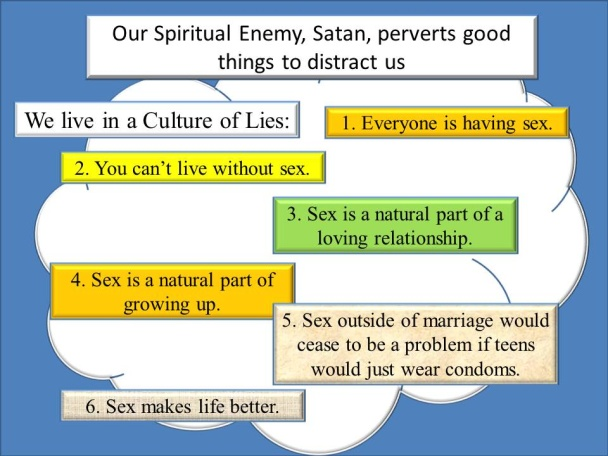 Our Spiritual Enemy, Satan, perverts good
things to distract us
We live in a Culture of Lies:
1. Everyone is having sex.
2. You can’t live without sex.
3. Sex is a natural part of a
loving relationship.
4. Sex is a natural part of
growing up.
5. Sex outside of marriage would
cease to be a problem if teens
would just wear condoms.
6. Sex makes life better.